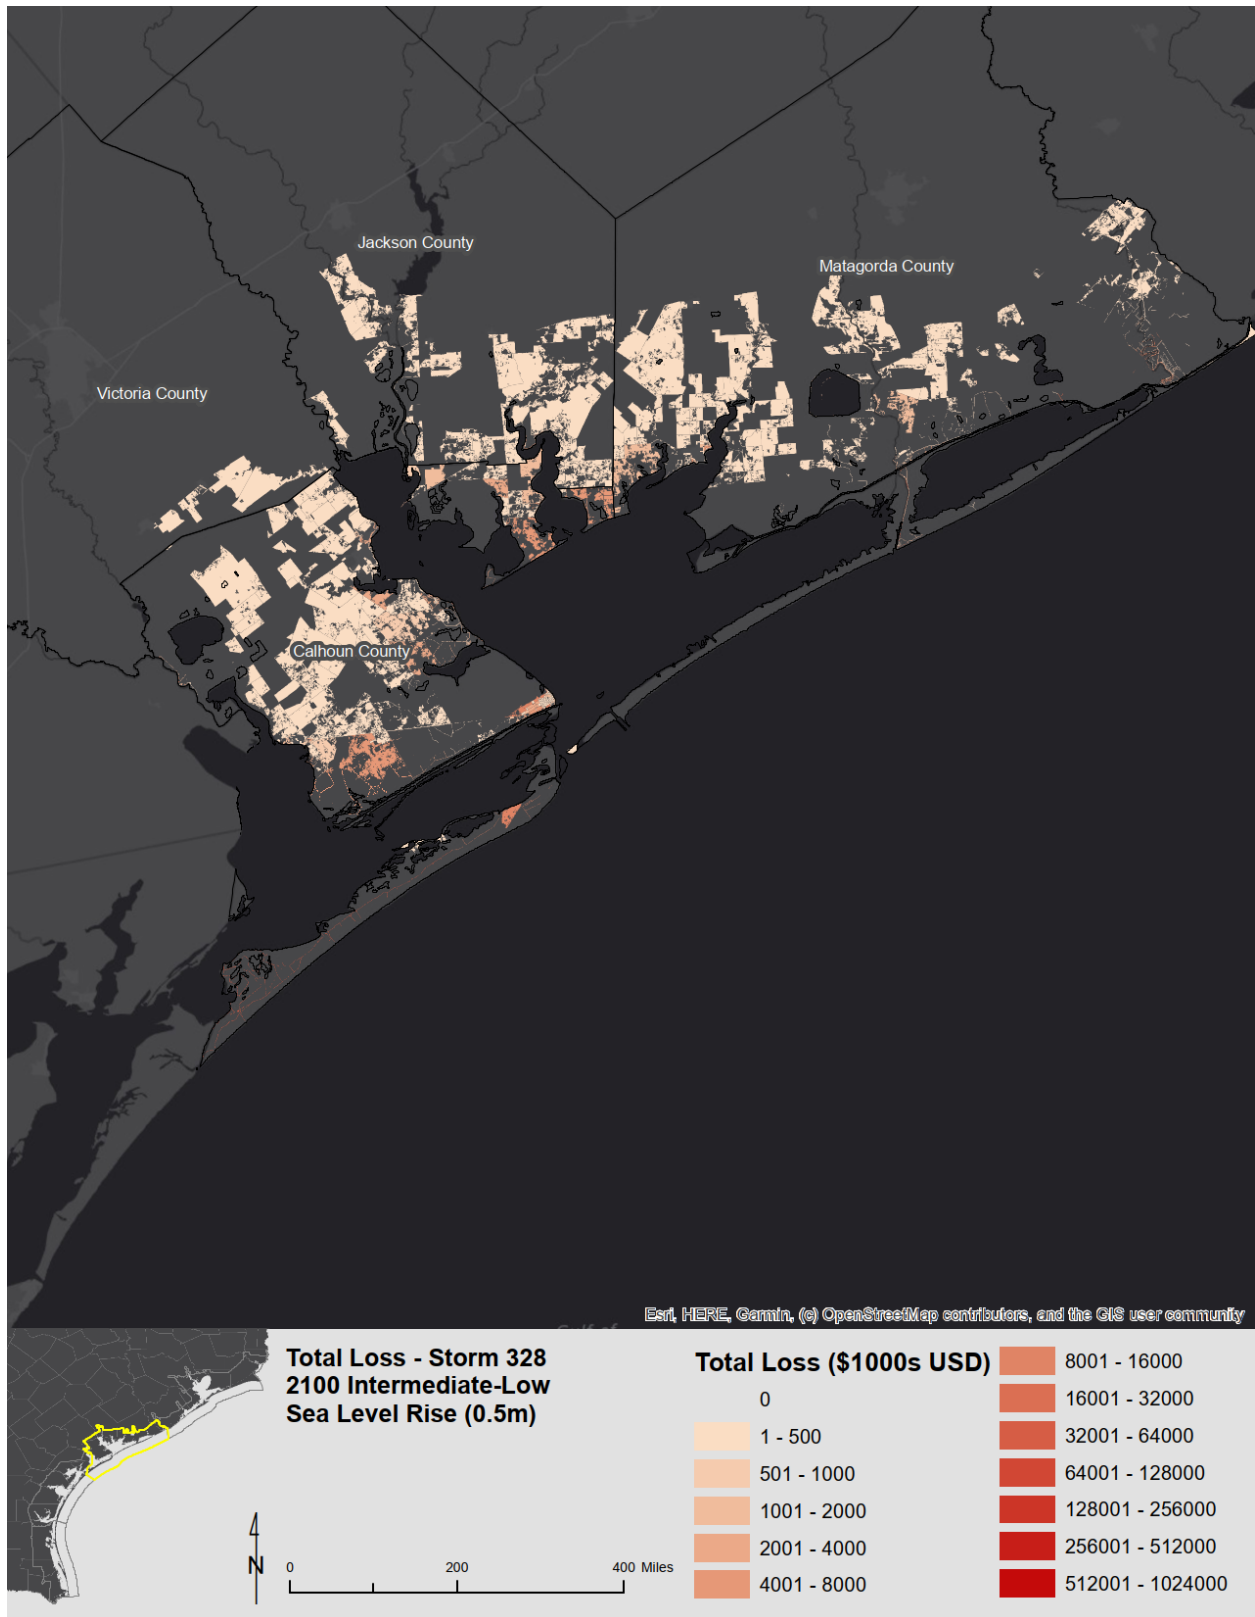 Jackson County
Matagorda County
Victoria County
Calhoun County
Esri, HERE, Garmin, (c) OpenStreetMap contributors, and the GIS user community
Gulf of
Total Loss - Storm 328
2100 Intermediate-Low
Sea Level Rise (0.5m)
N
0 200 400 Miles
Total Loss ($1000s USD)
0
1 - 500
501 - 1000
1001 - 2000
2001 - 4000
4001 - 8000
8001 - 16000
16001 - 32000
32001 - 64000
64001 - 128000
128001 - 256000
256001 - 512000
512001 - 1024000